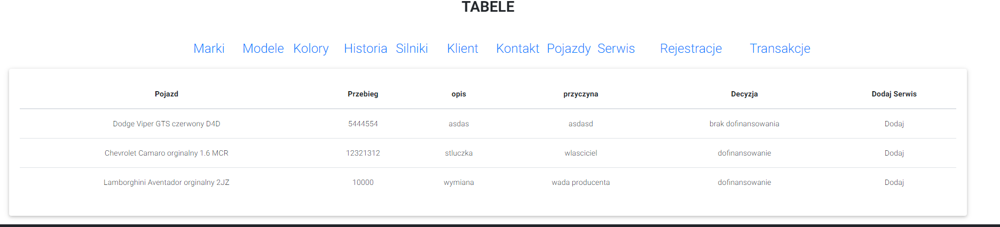 TABELE
Marki Modele Kolory Historia Silniki Klient Kontakt Pojazdy Serwis Rejestracje Transakcje
Pojazd Przebieg opis przyczyna Decyzja Dodaj Serwis
Dodge Viper GTS czerwony D4D 5444554 asdas asdasd brak dofinansowania Dodaj
Chevrolet Camaro orginalny 1.6 MCR 12321312 stluczka wlasciciel dofinansowanie Dodaj
Lamborghini Aventador orginalny 2JZ 10000 wymiana wada producenta dofinansowanie Dodaj